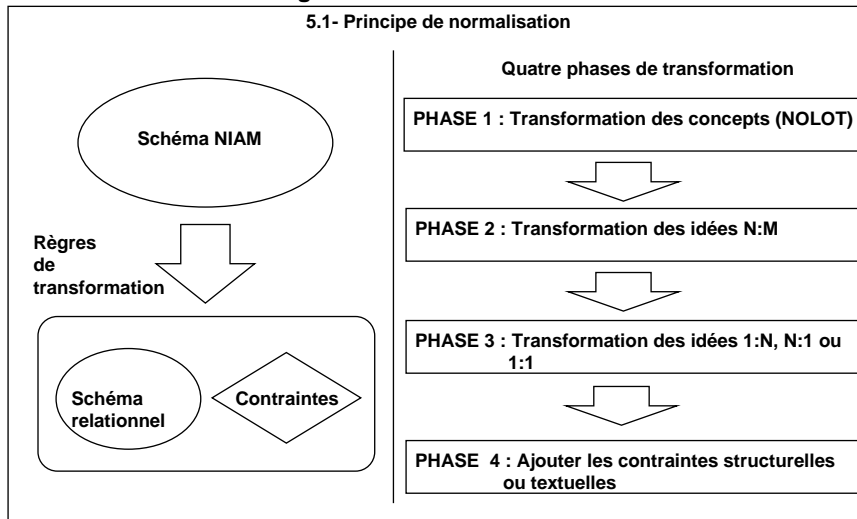 5.1- Principe de normalisation
Schéma NIAM
Règres
de
transformation
Schéma
relationnel
Contraintes
Quatre phases de transformation
PHASE 1 : Transformation des concepts (NOLOT)
PHASE 2 : Transformation des idées N:M
PHASE 3 : Transformation des idées 1:N, N:1 ou
1:1
PHASE 4 : Ajouter les contraintes structurelles
ou textuelles